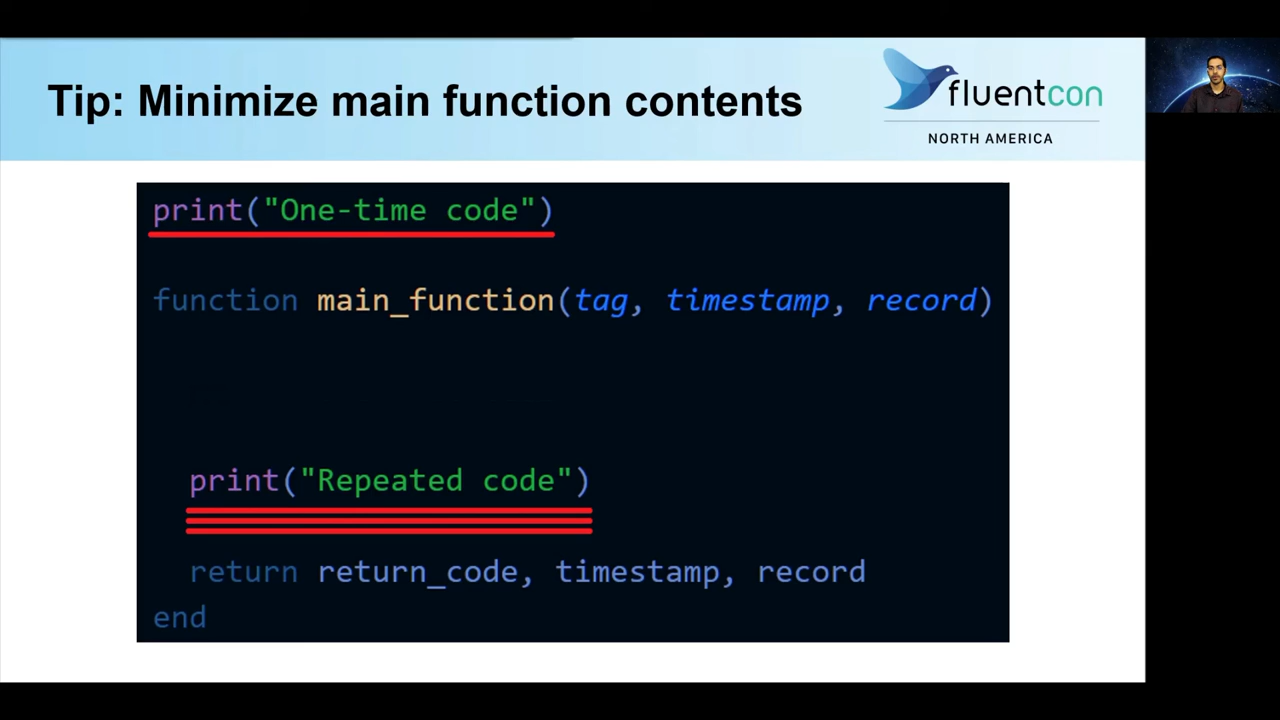 Tip: Minimize main function contents
fluentcon
NORTH AMERICA
print("One-time code")
function main_function(tag, timestamp, record)
print("Repeated code")
return return_code, timestamp, record
end